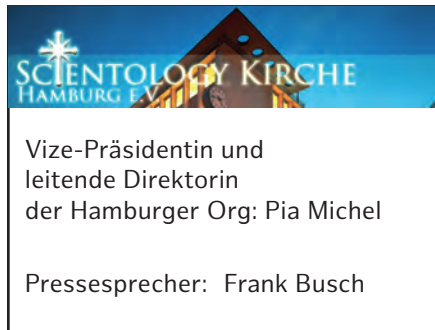 SCIENTOLOGY KIRCHE
HAMBURG E.V.
Vize-Präsidentin und
leitende Direktorin
der Hamburger Org: Pia Michel
Pressesprecher: Frank Busch